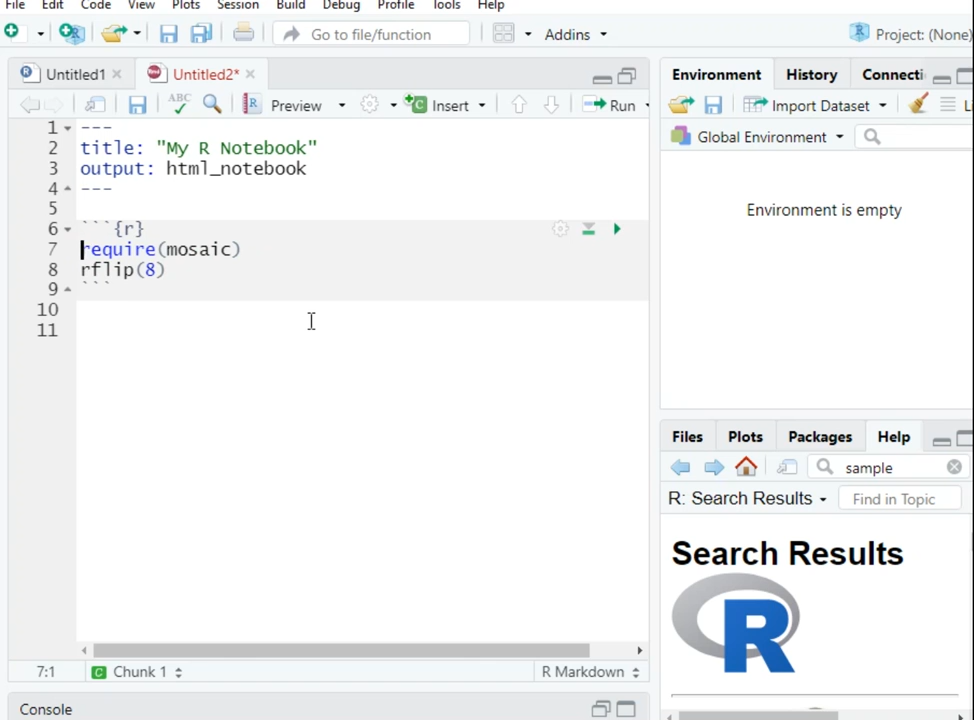 File Edit Code View Plots Session Build Debug Profile Tools Help
Go to file/function Addins Project: (None)
Untitled1 Untitled2*
ABC Preview Insert Run
1 ---
2 title: "My R Notebook"
3 output: html_notebook
4 ---
5
6 ```{r}
7 require(mosaic)
8 rflip(8)
9 ```
10
11
7:1 Chunk 1 R Markdown
Console
Environment History Connecti
Import Dataset Li
Global Environment
Environment is empty
Files Plots Packages Help
sample
R: Search Results Find in Topic
Search Results
R